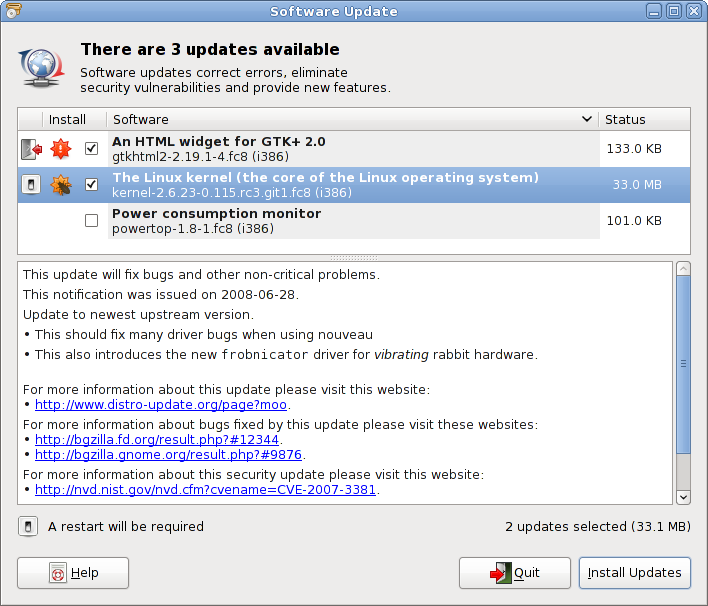 Software Update
There are 3 updates available
Software updates correct errors, eliminate
security vulnerabilities and provide new features.
Install Software Status
An HTML widget for GTK+ 2.0
gtkhtml2-2.19.1-4.fc8 (i386)
133.0 KB
The Linux kernel (the core of the Linux operating system)
kernel-2.6.23-0.115.rc3.git1.fc8 (i386)
33.0 MB
Power consumption monitor
powertop-1.8-1.fc8 (i386)
101.0 KB
This update will fix bugs and other non-critical problems.
This notification was issued on 2008-06-28.
Update to newest upstream version.
• This should fix many driver bugs when using nouveau
• This also introduces the new frobnicator driver for vibrating rabbit hardware.
For more information about this update please visit this website:
• http://www.distro-update.org/page?moo.
For more information about bugs fixed by this update please visit these websites:
• http://bgzilla.fd.org/result.php?#12344.
• http://bgzilla.gnome.org/result.php?#9876.
For more information about this security update please visit this website:
• http://nvd.nist.gov/nvd.cfm?cvename=CVE-2007-3381.
A restart will be required
2 updates selected (33.1 MB)
Help
Quit
Install Updates